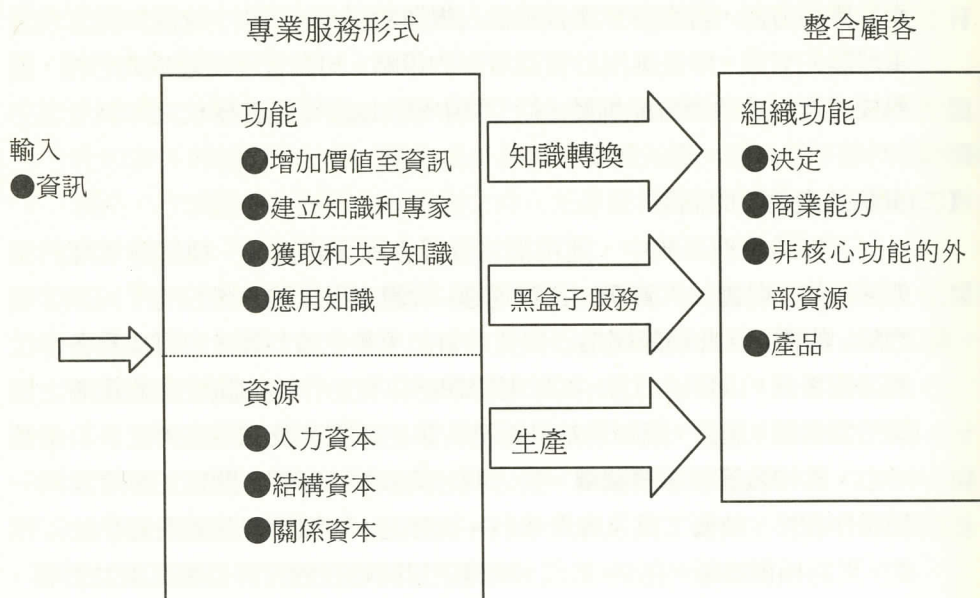 專業服務形式
整合顧客
輸入
●資訊
功能
●增加價值至資訊
●建立知識和專家
●獲取和共享知識
●應用知識
資源
●人力資本
●結構資本
●關係資本
知識轉換
黑盒子服務
生產
組織功能
●決定
●商業能力
●非核心功能的外
部資源
●產品